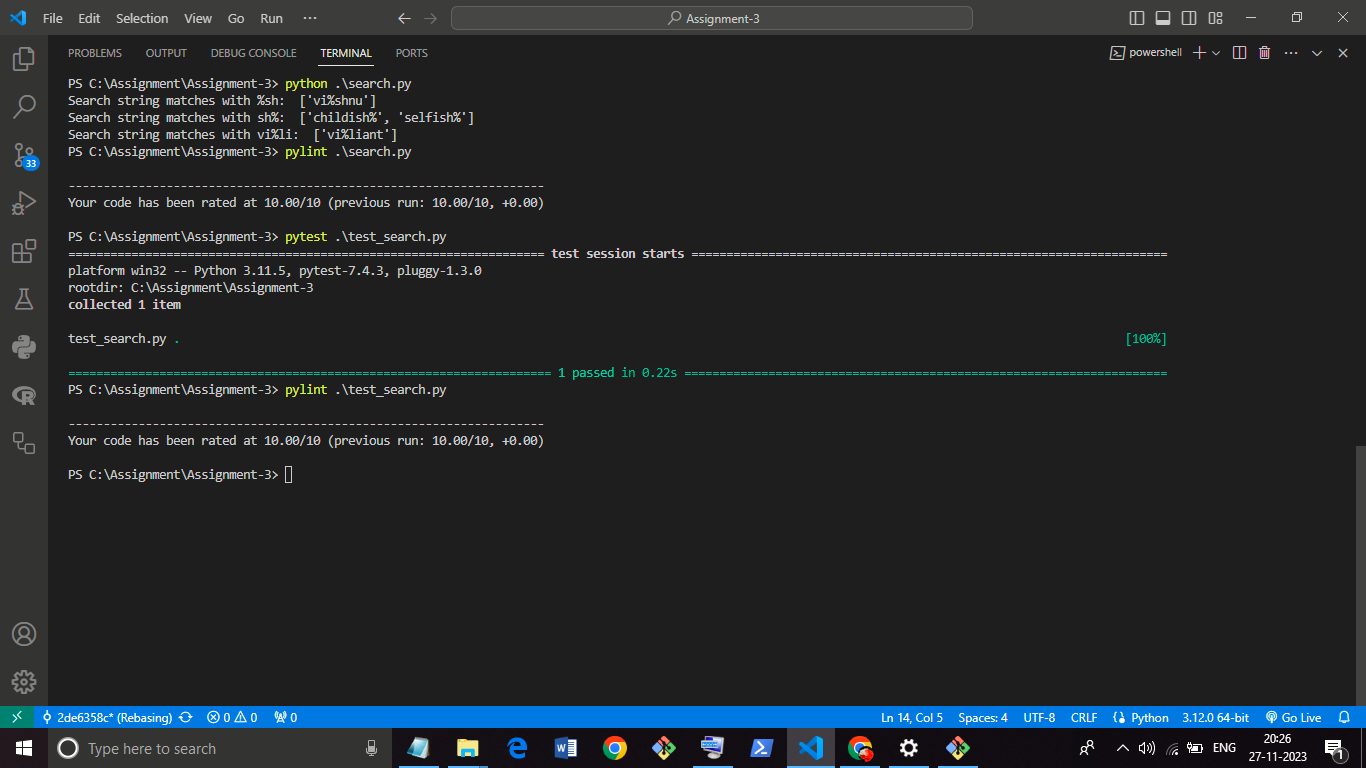 File Edit Selection View Go Run ··· Assignment-3
PROBLEMS OUTPUT DEBUG CONSOLE TERMINAL PORTS powershell
PS C:\Assignment\Assignment-3> python .\search.py
Search string matches with %sh:  ['vi%shnu']
Search string matches with sh%:  ['childish%', 'selfish%']
Search string matches with vi%li:  ['vi%liant']
PS C:\Assignment\Assignment-3> pylint .\search.py
--------------------------------------------------------------------
Your code has been rated at 10.00/10 (previous run: 10.00/10, +0.00)
PS C:\Assignment\Assignment-3> pytest .\test_search.py
==================================================================== test session starts ====================================================================
platform win32 -- Python 3.11.5, pytest-7.4.3, pluggy-1.3.0
rootdir: C:\Assignment\Assignment-3
collected 1 item
test_search.py . [100%]
===================================================================== 1 passed in 0.22s =====================================================================
PS C:\Assignment\Assignment-3> pylint .\test_search.py
--------------------------------------------------------------------
Your code has been rated at 10.00/10 (previous run: 10.00/10, +0.00)
PS C:\Assignment\Assignment-3>
33
2de6358c* (Rebasing) 0 0 0 Ln 14, Col 5 Spaces: 4 UTF-8 CRLF Python 3.12.0 64-bit Go Live
Type here to search ENG 20:26
27-11-2023 1